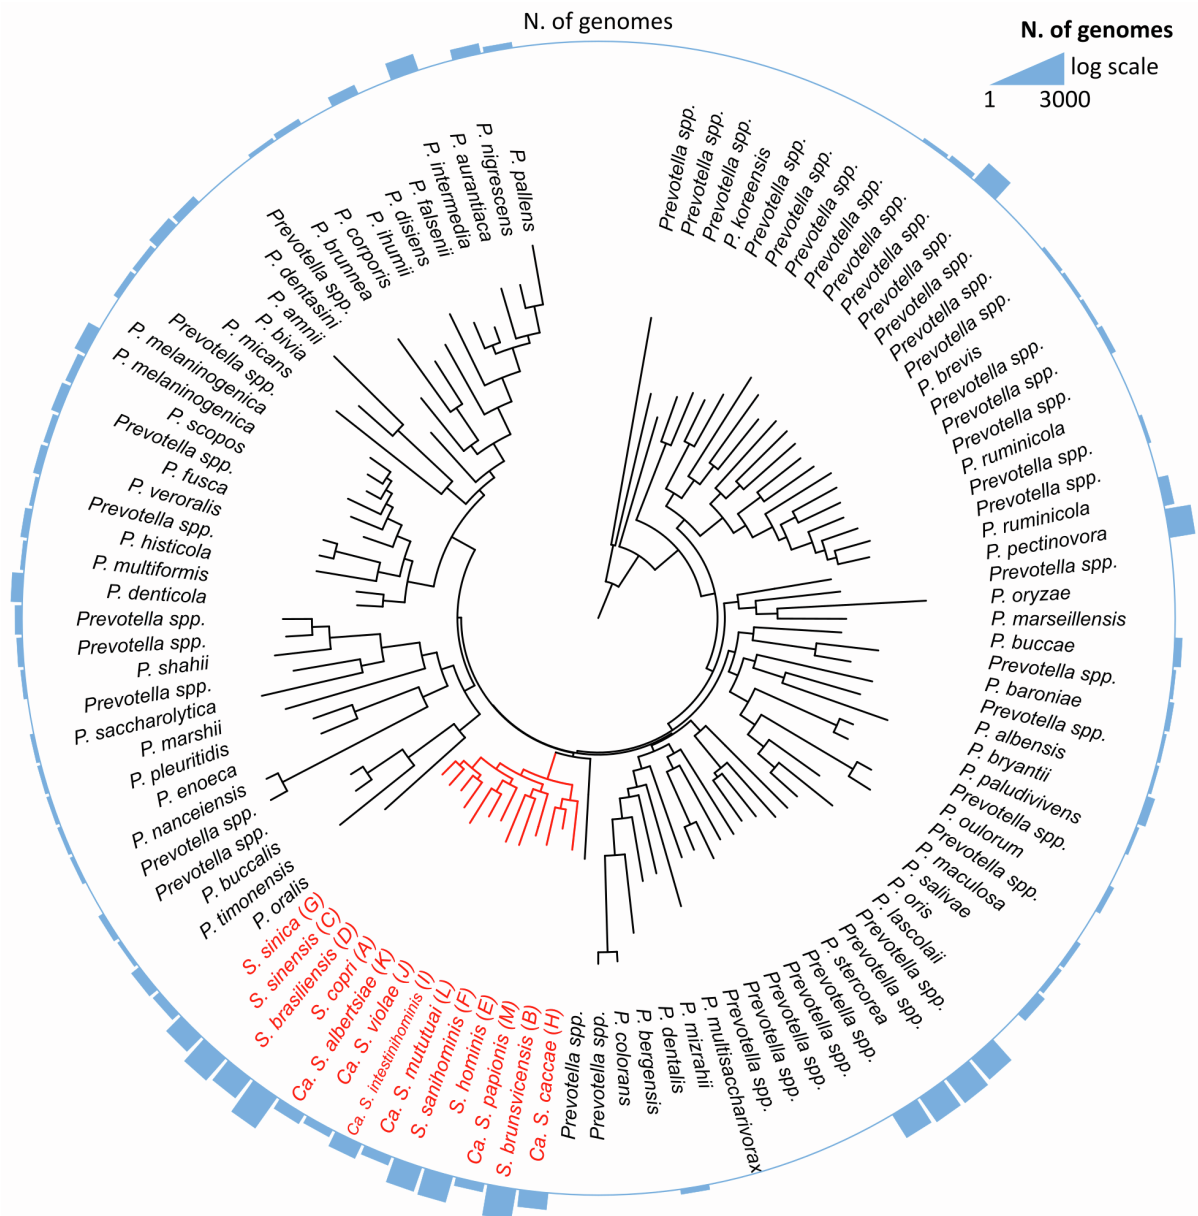 N. of genomes
N. of genomes
log scale
1 3000
Prevotella spp.
Prevotella spp.
Prevotella spp.
P. koreensis
Prevotella spp.
Prevotella spp.
Prevotella spp.
Prevotella spp.
Prevotella spp.
Prevotella spp.
Prevotella spp.
Prevotella spp.
Prevotella spp.
Prevotella spp.
P. brevis
Prevotella spp.
Prevotella spp.
Prevotella spp.
P. ruminicola
Prevotella spp.
Prevotella spp.
P. ruminicola
P. pectinovora
Prevotella spp.
P. oryzae
P. marseillensis
P. buccae
Prevotella spp.
P. baroniae
Prevotella spp.
P. albensis
P. bryantii
P. paludivivens
Prevotella spp.
P. oulorum
Prevotella spp.
P. maculosa
P. salivae
P. oris
P. lascolaii
Prevotella spp.
Prevotella spp.
P. stercorea
Prevotella spp.
Prevotella spp.
Prevotella spp.
Prevotella spp.
P. multisaccharivorax
P. mizrahii
P. dentalis
P. bergensis
P. colorans
Prevotella spp.
Prevotella spp.
Ca. S. caccae (H)
S. brunsvicensis (B)
Ca. S. papionis (M)
S. hominis (E)
S. sanihominis (F)
Ca. S. mututuai (L)
Ca. S. intestinihominis (I)
Ca. S. violae (J)
Ca. S. albertsiae (K)
S. copri (A)
S. brasiliensis (D)
S. sinensis (C)
S. sinica (G)
P. oralis
P. timonensis
P. buccalis
Prevotella spp.
Prevotella spp.
P. nanceiensis
P. enoeca
P. pleuritidis
P. marshii
P. saccharolytica
Prevotella spp.
P. shahii
Prevotella spp.
Prevotella spp.
P. denticola
P. multiformis
P. histicola
Prevotella spp.
P. veroralis
P. fusca
Prevotella spp.
P. scopos
P. melaninogenica
P. melaninogenica
Prevotella spp.
P. micans
P. bivia
P. amnii
P. dentasini
Prevotella spp.
P. brunnea
P. corporis
P. ihumii
P. disiens
P. falsenii
P. intermedia
P. aurantiaca
P. nigrescens
P. pallens